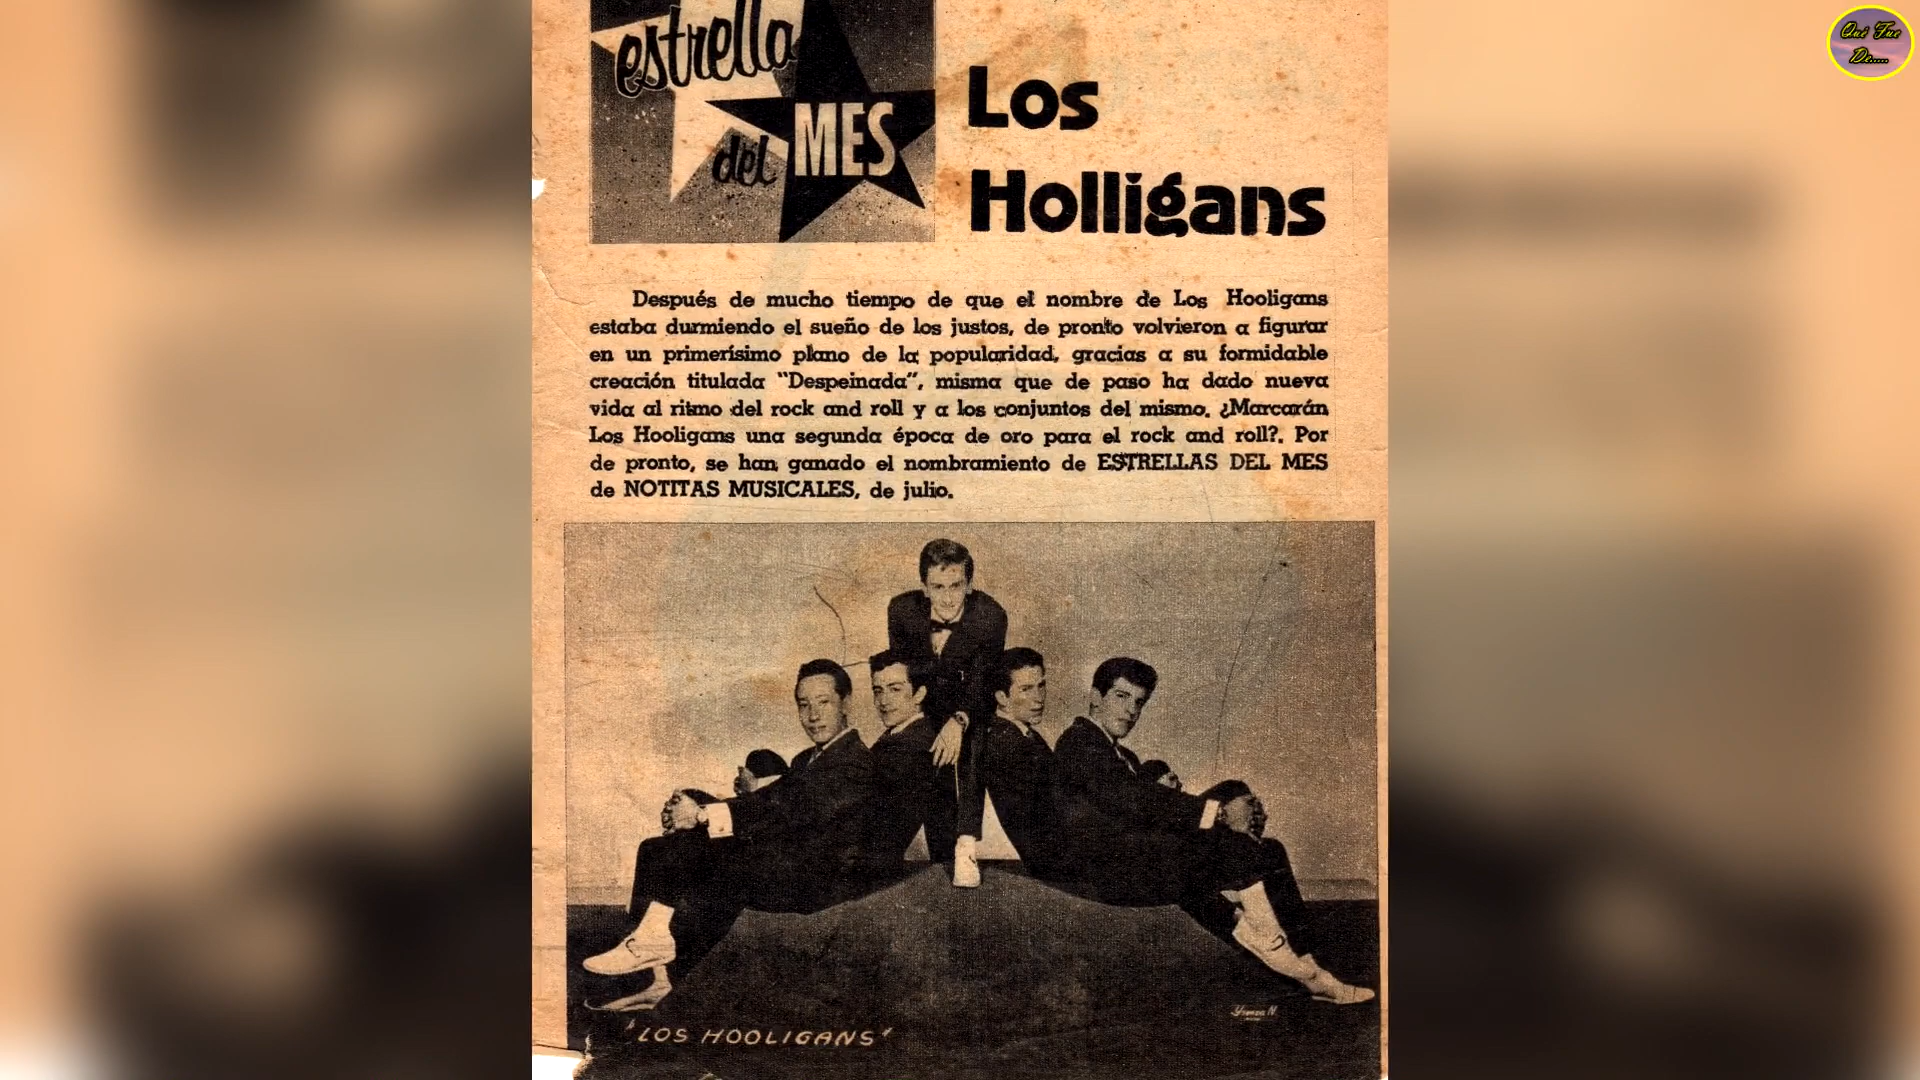 estrella
del MES
Los
Holligans
Después de mucho tiempo de que el nombre de Los Hooligans
estaba durmiendo el sueño de los justos, de pronto volvieron a figurar
en un primerísimo plano de la popularidad, gracias a su formidable
creación titulada "Despeinada", misma que de paso ha dado nueva
vida al ritmo del rock and roll y a los conjuntos del mismo. ¿Marcarán
Los Hooligans una segunda época de oro para el rock and roll?. Por
de pronto, se han ganado el nombramiento de ESTRELLAS DEL MES
de NOTITAS MUSICALES, de julio.
"LOS HOOLIGANS"
Qué Fue
De.....